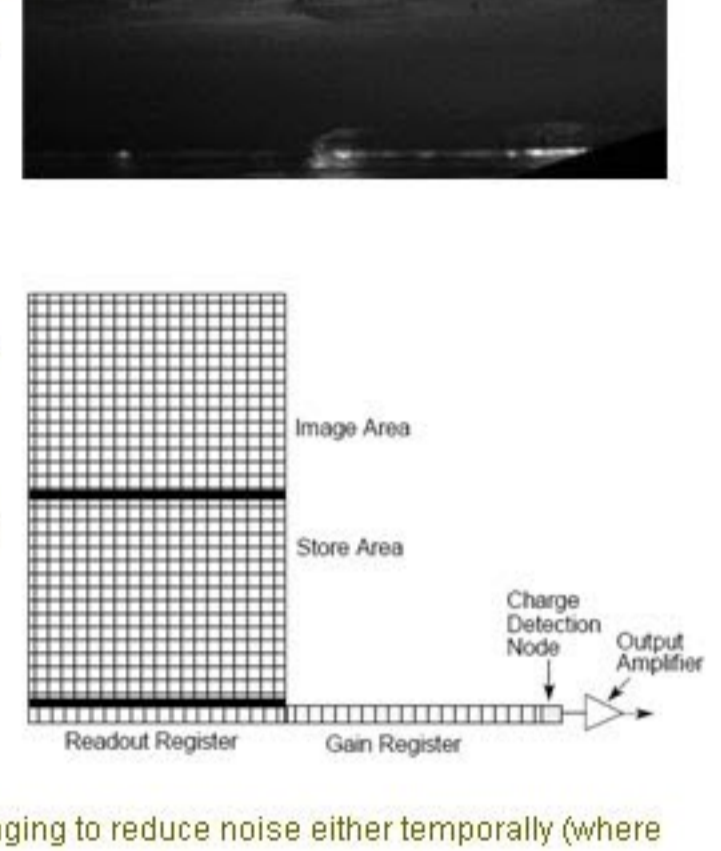 Image Area
Store Area
Charge
Detection
Node
Output
Amplifier
Readout Register
Gain Register
to reduce noise either temporally (where